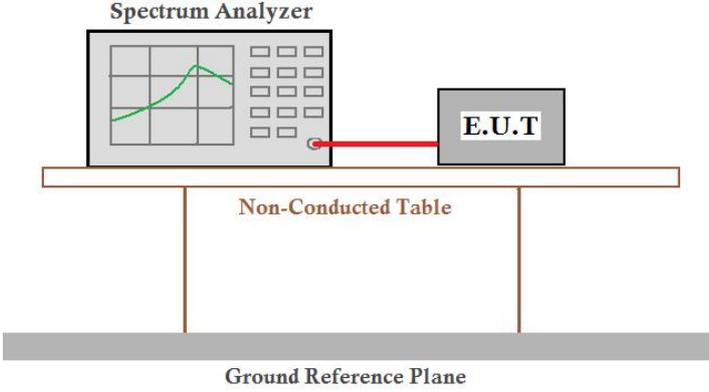 Spectrum Analyzer
E.U.T
Non-Conducted Table
Ground Reference Plane